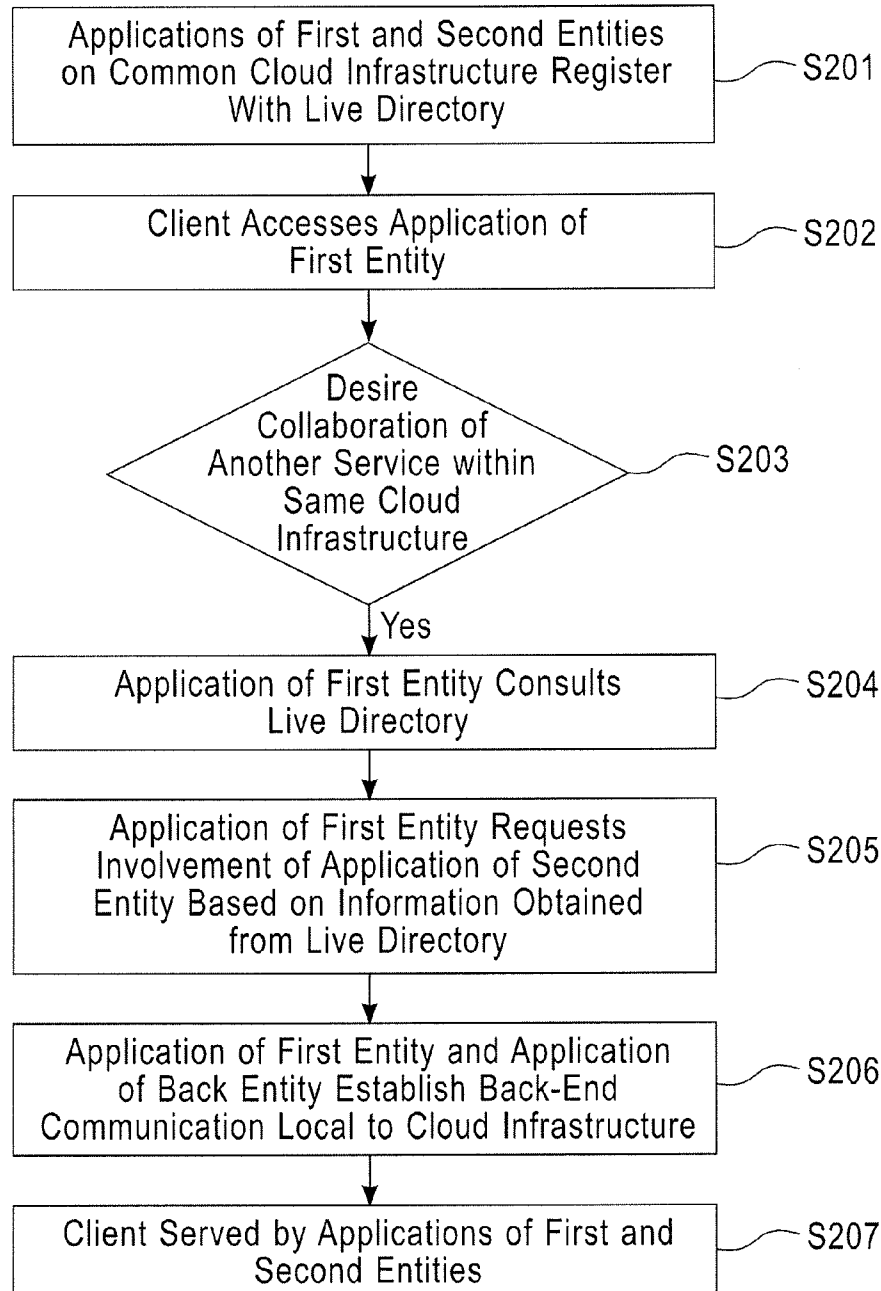 Applications of First and Second Entities
on Common Cloud Infrastructure Register
With Live Directory
S201
Client Accesses Application of
First Entity
S202
Desire
Collaboration of
Another Service within
Same Cloud
Infrastructure
S203
Yes
Application of First Entity Consults
Live Directory
S204
Application of First Entity Requests
Involvement of Application of Second
Entity Based on Information Obtained
from Live Directory
S205
Application of First Entity and Application
of Back Entity Establish Back-End
Communication Local to Cloud Infrastructure
S206
Client Served by Applications of First and
Second Entities
S207